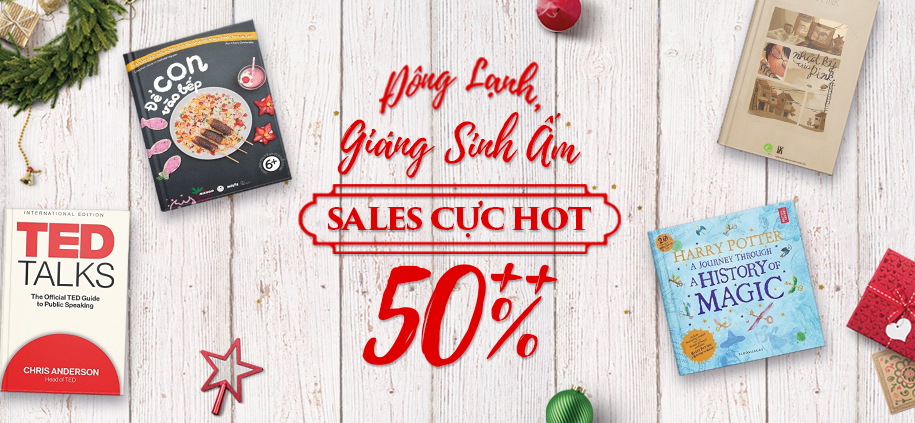 Đông Lạnh,
Giáng Sinh Ấm
SALES CỰC HOT
50%++
Để con
vào bếp
6+
INTERNATIONAL EDITION
TED
TALKS
The Official TED Guide
to Public Speaking
CHRIS ANDERSON
Head of TED
HARRY POTTER
A JOURNEY THROUGH
A HISTORY OF
MAGIC
BLOOMSBURY